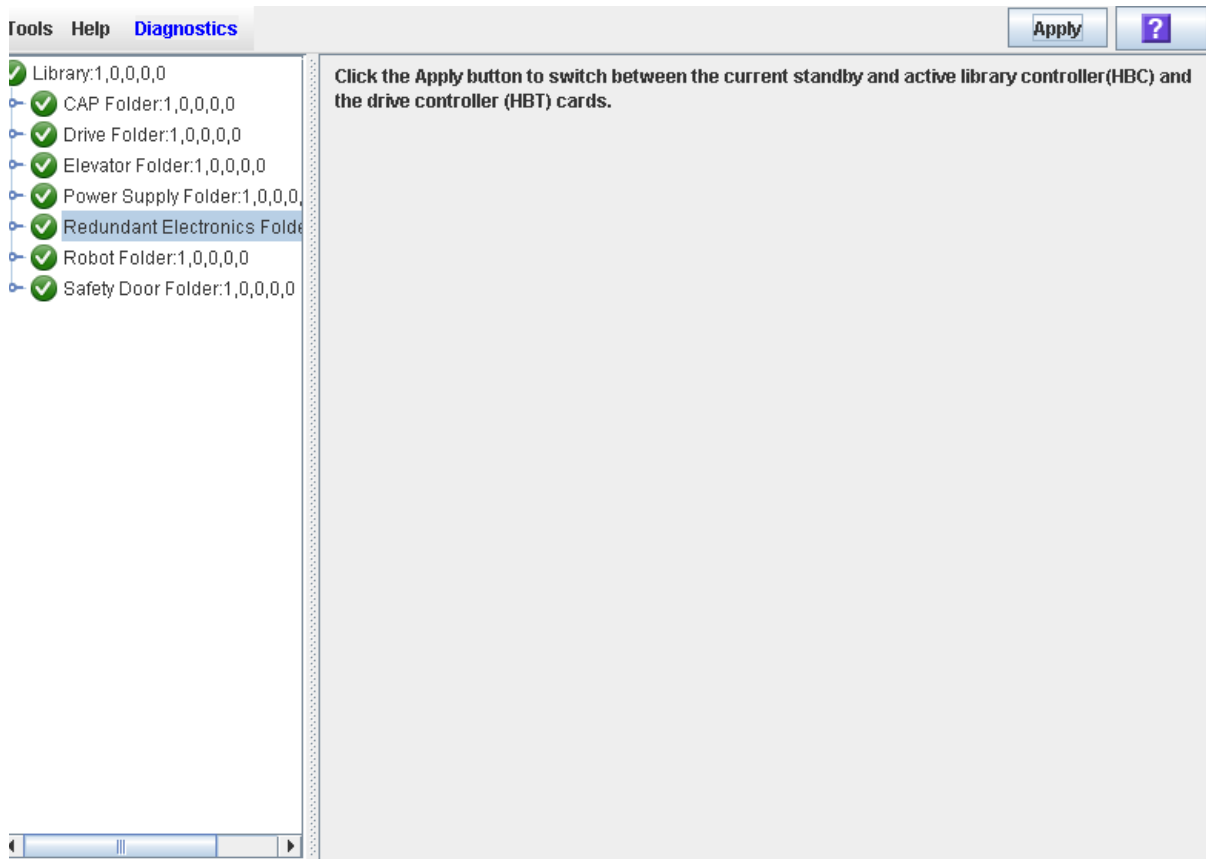 Tools Help Diagnostics
Apply ?
Library:1,0,0,0,0
CAP Folder:1,0,0,0,0
Drive Folder:1,0,0,0,0
Elevator Folder:1,0,0,0,0
Power Supply Folder:1,0,0,0,
Redundant Electronics Folde
Robot Folder:1,0,0,0,0
Safety Door Folder:1,0,0,0,0
Click the Apply button to switch between the current standby and active library controller(HBC) and
the drive controller (HBT) cards.